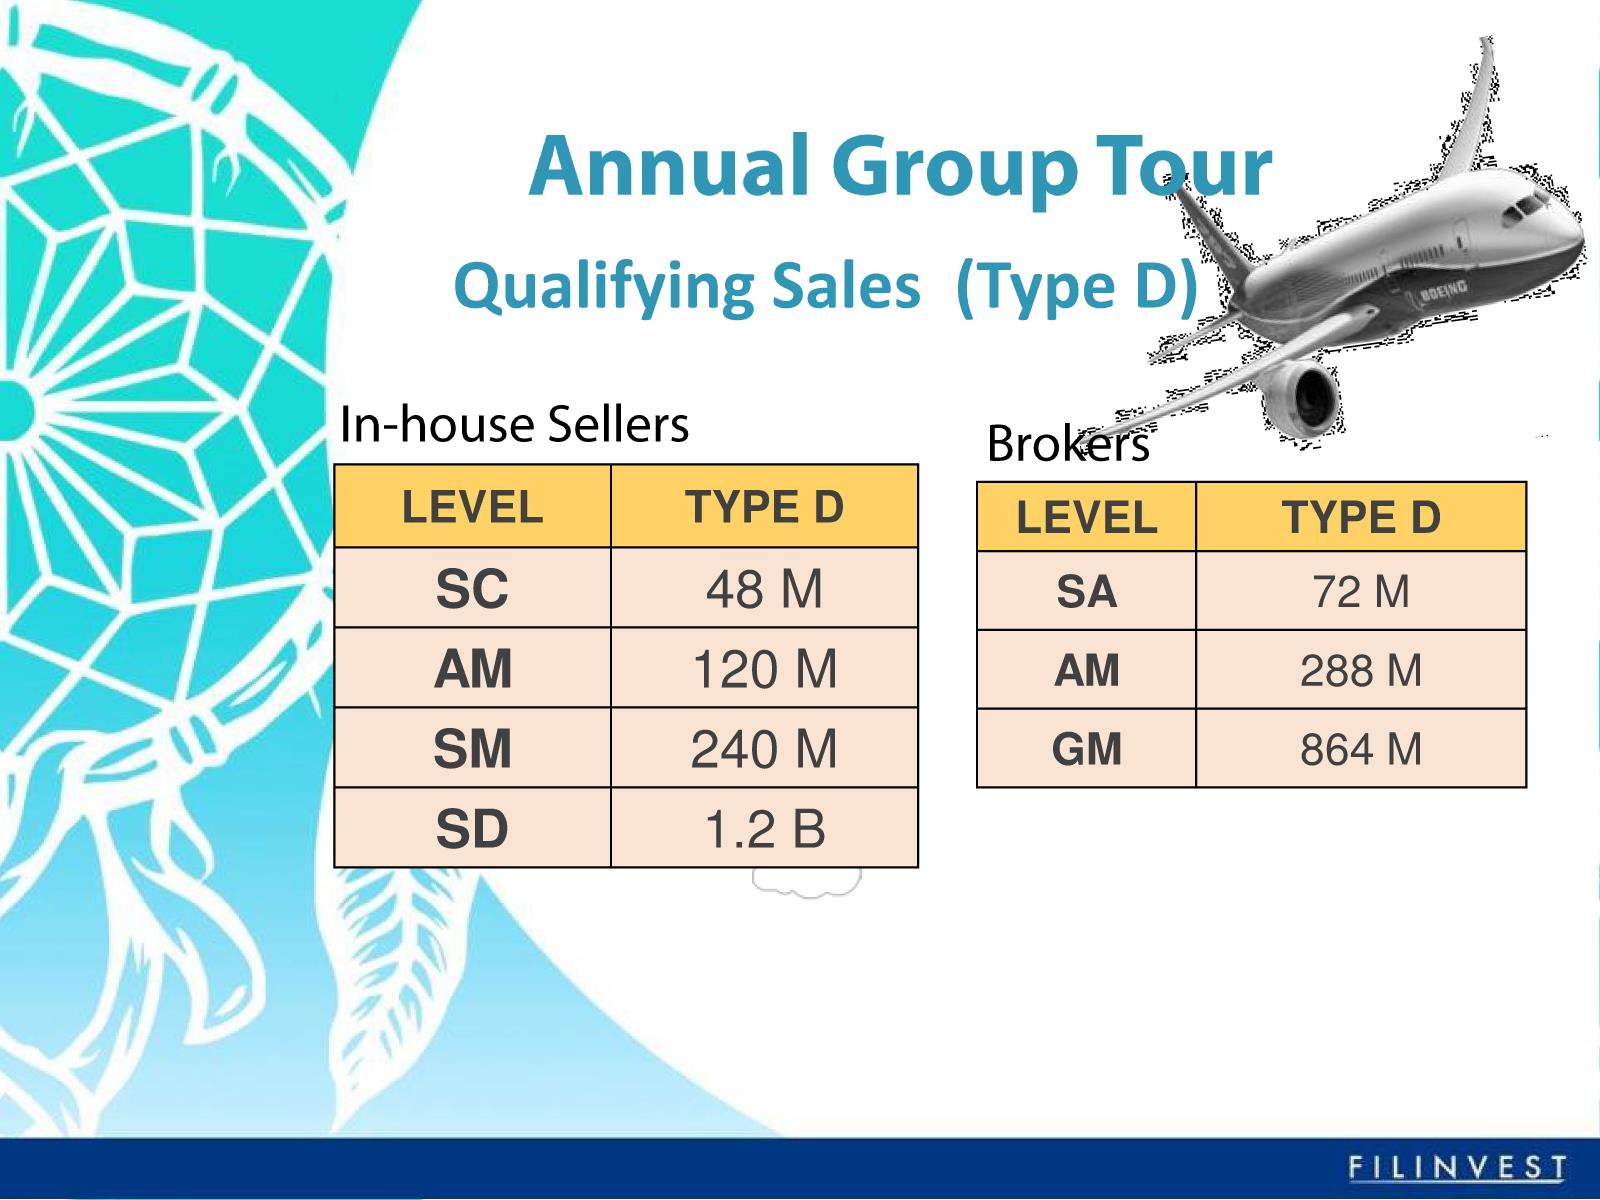 Annual Group Tour
Qualifying Sales (Type D)
BOEING
In-house Sellers
LEVEL TYPE D
SC 48 M
AM 120 M
SM 240 M
SD 1.2 B
Brokers
LEVEL TYPE D
SA 72 M
AM 288 M
GM 864 M
FILINVEST